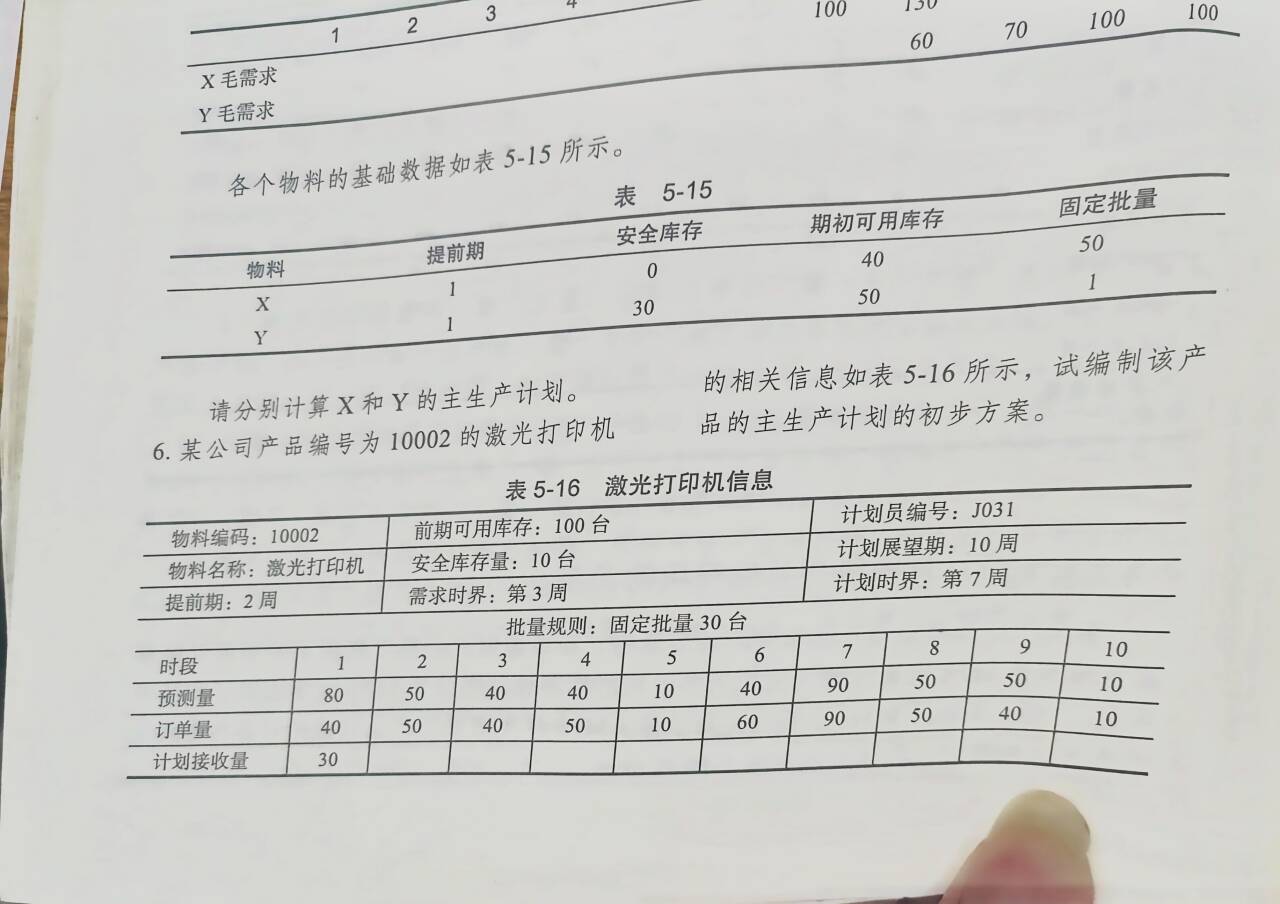 1 2 3 4
X 毛需求 100 130
Y 毛需求 60 70 100 100
各个物料的基础数据如表 5-15 所示。
表 5-15
物料 提前期 安全库存 期初可用库存 固定批量
X 1 0 40 50
Y 1 30 50 1
请分别计算 X 和 Y 的主生产计划。
6. 某公司产品编号为 10002 的激光打印机
的相关信息如表 5-16 所示，试编制该产
品的主生产计划的初步方案。
表 5-16 激光打印机信息
物料编码：10002 前期可用库存：100 台 计划员编号：J031
物料名称：激光打印机 安全库存量：10 台 计划展望期：10 周
提前期：2 周 需求时界：第 3 周 计划时界：第 7 周
批量规则：固定批量 30 台
时段 1 2 3 4 5 6 7 8 9 10
预测量 80 50 40 40 10 40 90 50 50 10
订单量 40 50 40 50 10 60 90 50 40 10
计划接收量 30